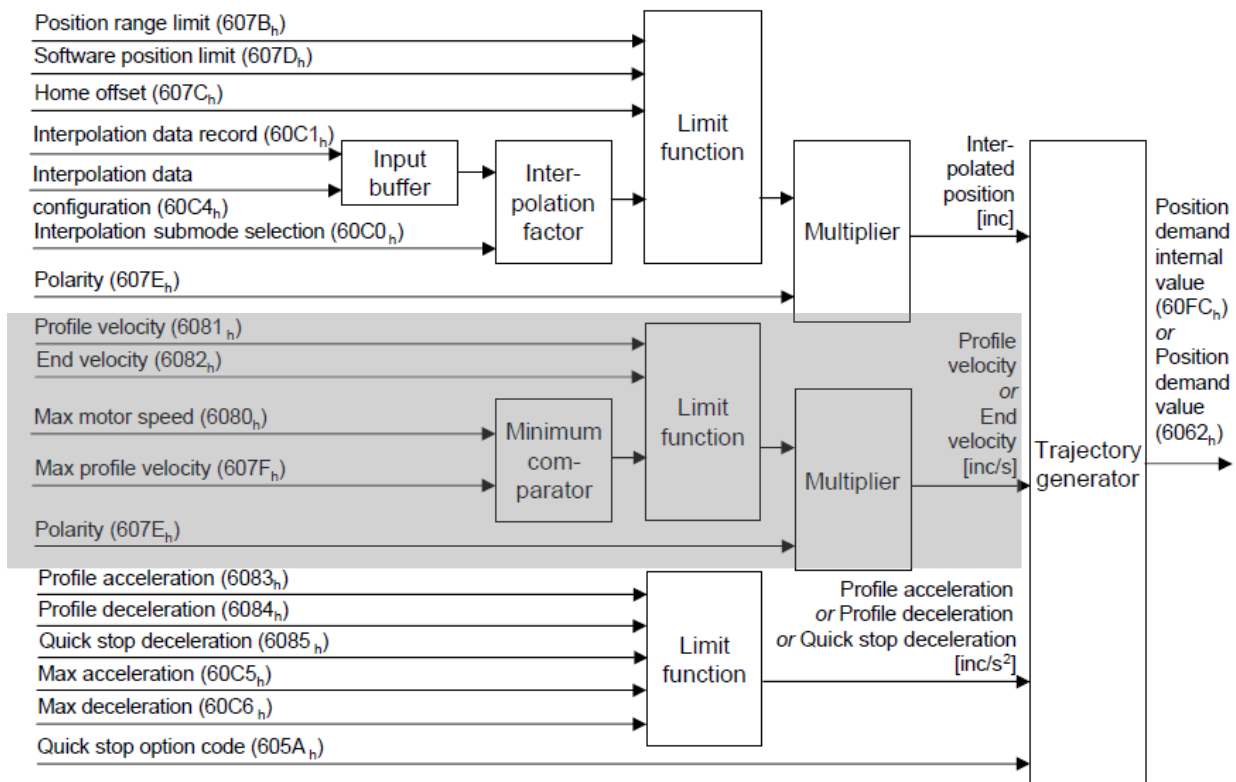 Position range limit (607Bh)
Software position limit (607Dh)
Home offset (607Ch)
Interpolation data record (60C1h)
Interpolation data
configuration (60C4h)
Interpolation submode selection (60C0h)
Polarity (607Eh)
Input
buffer
Inter-
polation
factor
Limit
function
Multiplier
Inter-
polated
position
[inc]
Profile velocity (6081h)
End velocity (6082h)
Max motor speed (6080h)
Max profile velocity (607Fh)
Polarity (607Eh)
Minimum
com-
parator
Limit
function
Multiplier
Profile
velocity
or
End
velocity
[inc/s]
Profile acceleration (6083h)
Profile deceleration (6084h)
Quick stop deceleration (6085h)
Max acceleration (60C5h)
Max deceleration (60C6h)
Quick stop option code (605Ah)
Limit
function
Profile acceleration
or Profile deceleration
or Quick stop deceleration
[inc/s²]
Trajectory
generator
Position
demand
internal
value
(60FCh)
or
Position
demand
value
(6062h)